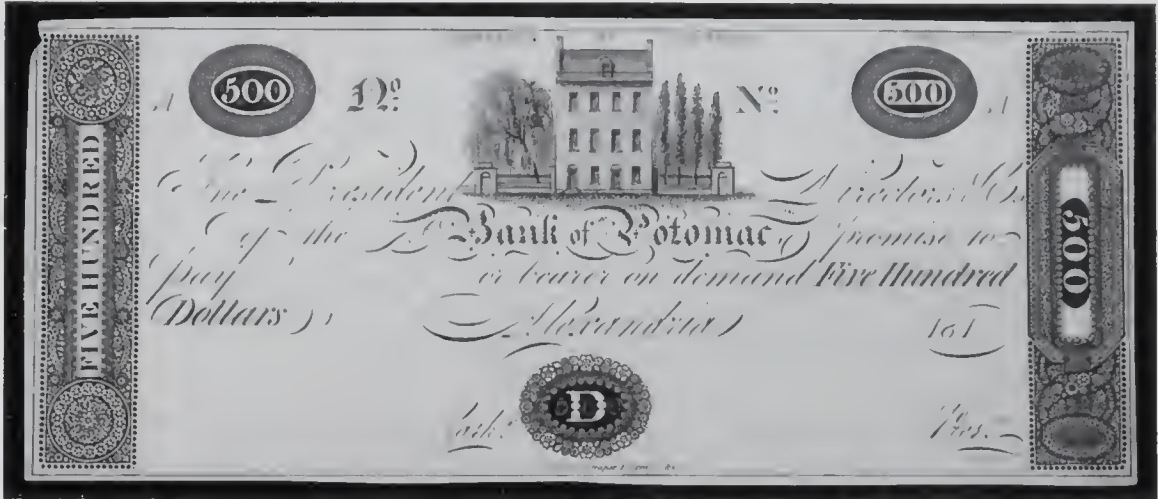 A 500 No. No. 500 A
FIVE HUNDRED
The President Directors & Co.
of the Bank of Potomac promise to
pay or bearer on demand Five Hundred
Dollars
Alexandria 181
500
D
Cash.r Pres.